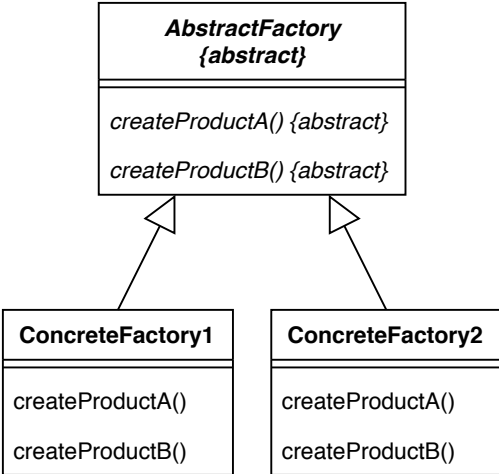 AbstractFactory
{abstract}
createProductA() {abstract}
createProductB() {abstract}
ConcreteFactory1
createProductA()
createProductB()
ConcreteFactory2
createProductA()
createProductB()